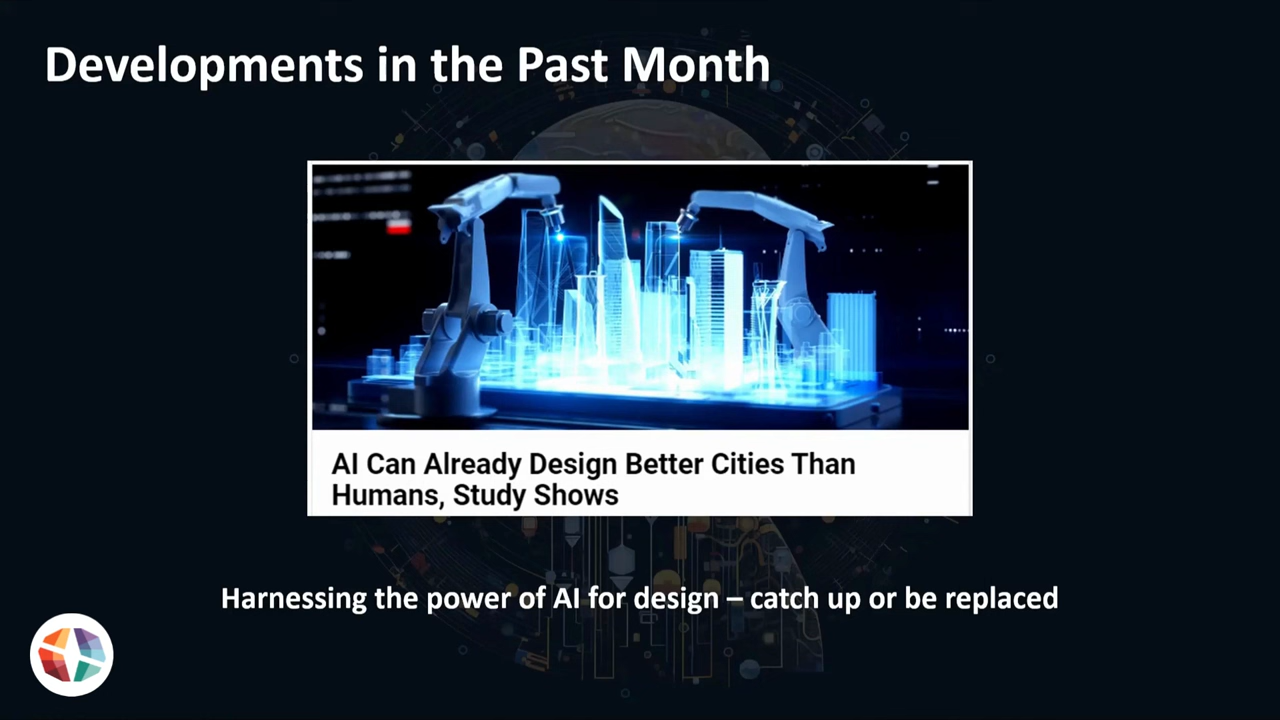 Developments in the Past Month
AI Can Already Design Better Cities Than
Humans, Study Shows
Harnessing the power of AI for design – catch up or be replaced